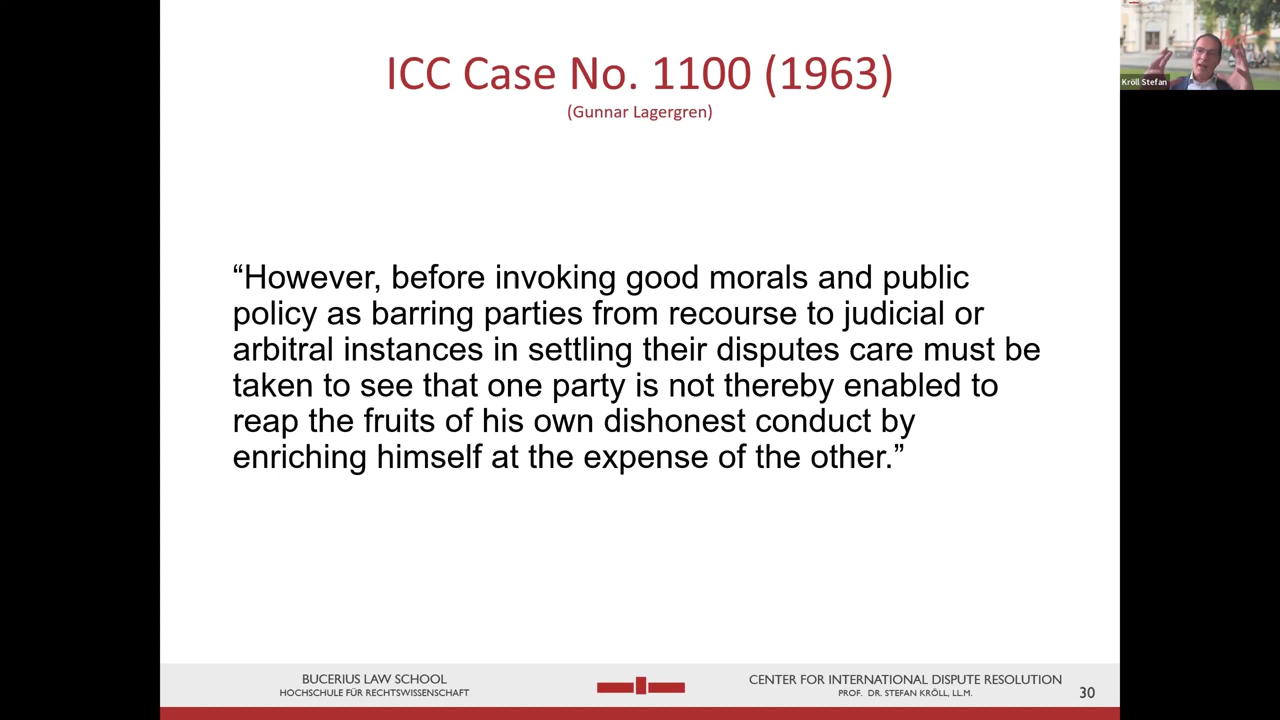 ICC Case No. 1100 (1963)
(Gunnar Lagergren)
Kröll Stefan
“However, before invoking good morals and public
policy as barring parties from recourse to judicial or
arbitral instances in settling their disputes care must be
taken to see that one party is not thereby enabled to
reap the fruits of his own dishonest conduct by
enriching himself at the expense of the other.”
BUCERIUS LAW SCHOOL
HOCHSCHULE FÜR RECHTSWISSENSCHAFT
CENTER FOR INTERNATIONAL DISPUTE RESOLUTION
PROF. DR. STEFAN KRÖLL, LL.M.
30